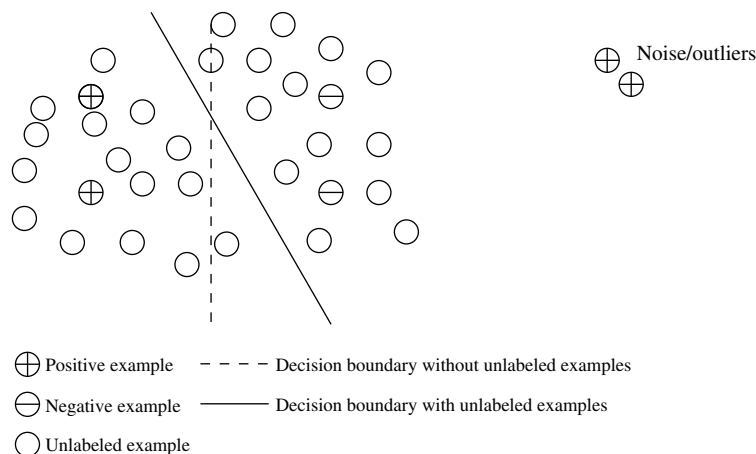 Noise/outliers
Positive example
Decision boundary without unlabeled examples
Negative example
Decision boundary with unlabeled examples
Unlabeled example